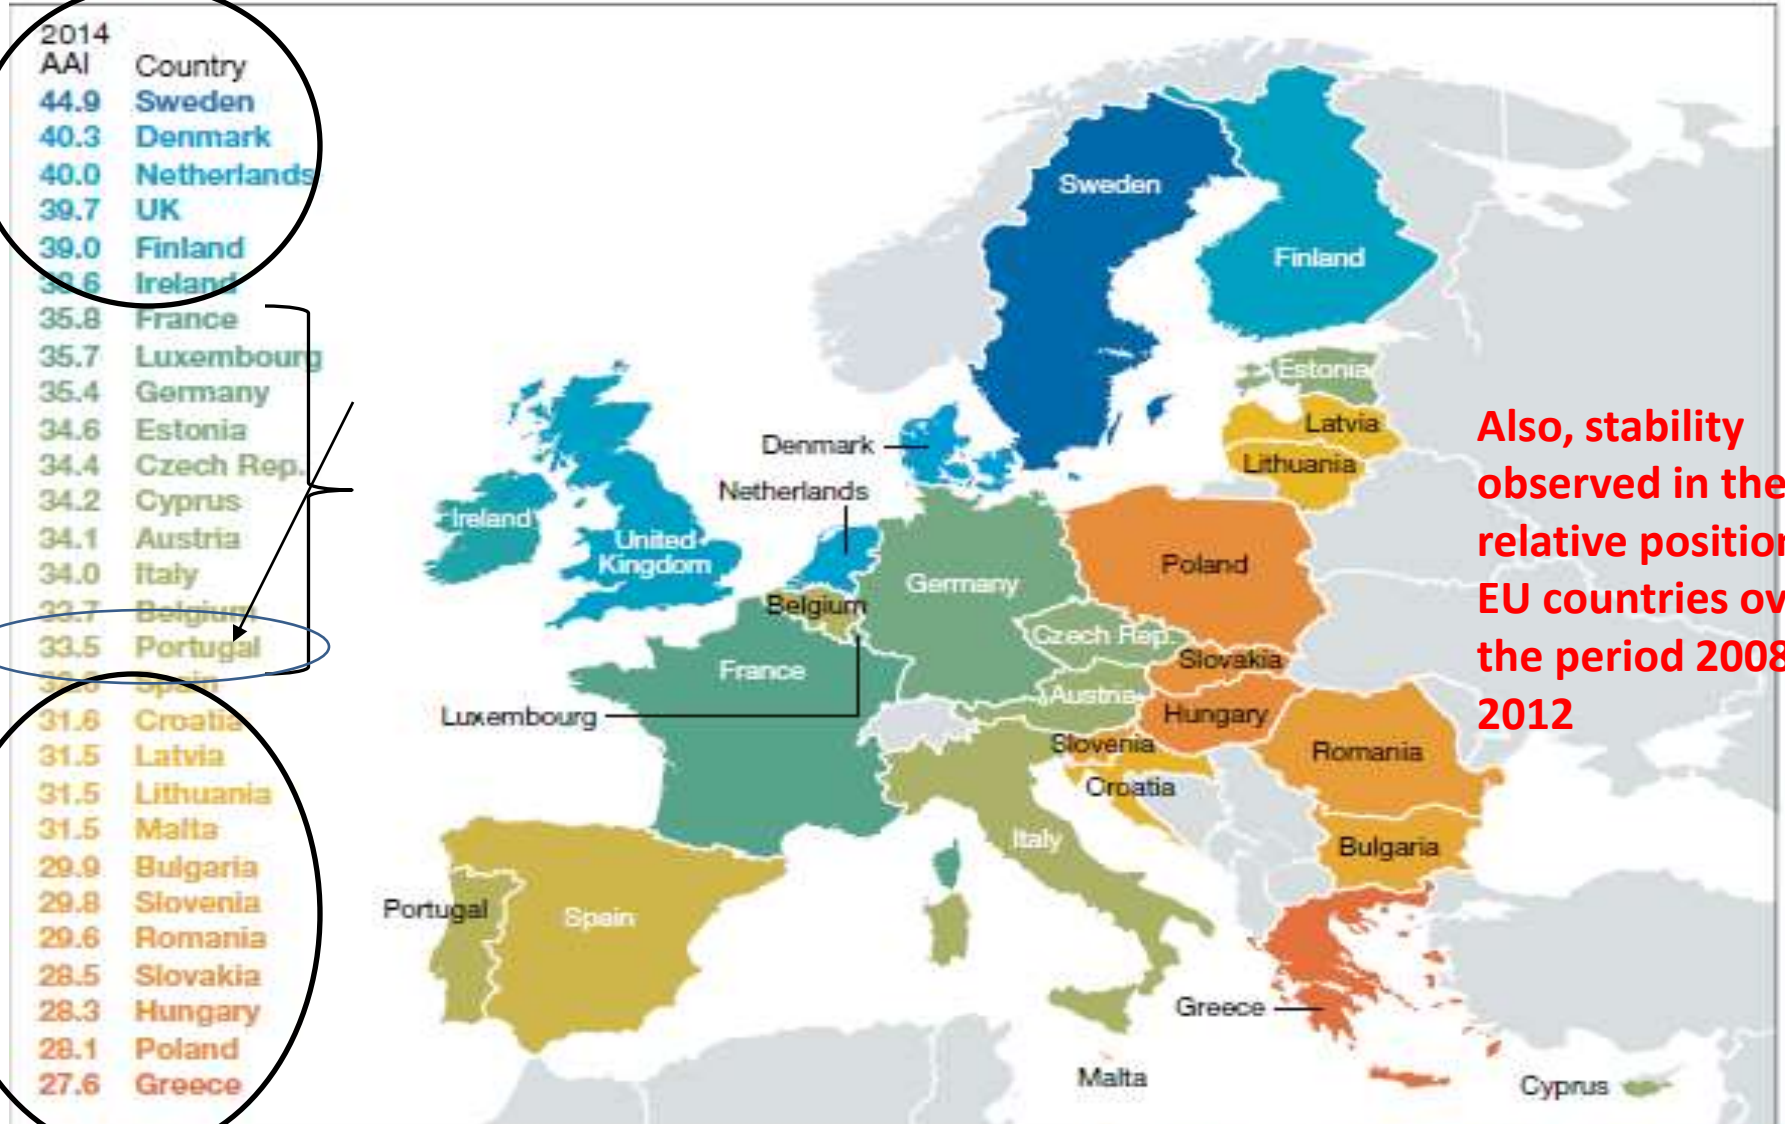 2014
AAI Country
44.9 Sweden
40.3 Denmark
40.0 Netherlands
39.7 UK
39.0 Finland
38.6 Ireland
35.8 France
35.7 Luxembourg
35.4 Germany
34.6 Estonia
34.4 Czech Rep.
34.2 Cyprus
34.1 Austria
34.0 Italy
33.7 Belgium
33.5 Portugal
Spain
31.6 Croatia
31.5 Latvia
31.5 Lithuania
31.5 Malta
29.9 Bulgaria
29.8 Slovenia
29.6 Romania
28.5 Slovakia
28.3 Hungary
28.1 Poland
27.6 Greece
Sweden
Finland
Estonia
Latvia
Lithuania
Denmark
Netherlands
Ireland
United
Kingdom
Belgium
Germany
Poland
Czech Rep.
Slovakia
France
Austria
Luxembourg
Hungary
Slovenia
Romania
Croatia
Italy
Bulgaria
Portugal
Spain
Greece
Malta
Cyprus
Also, stability
observed in the
relative position
EU countries ov
the period 2008
2012